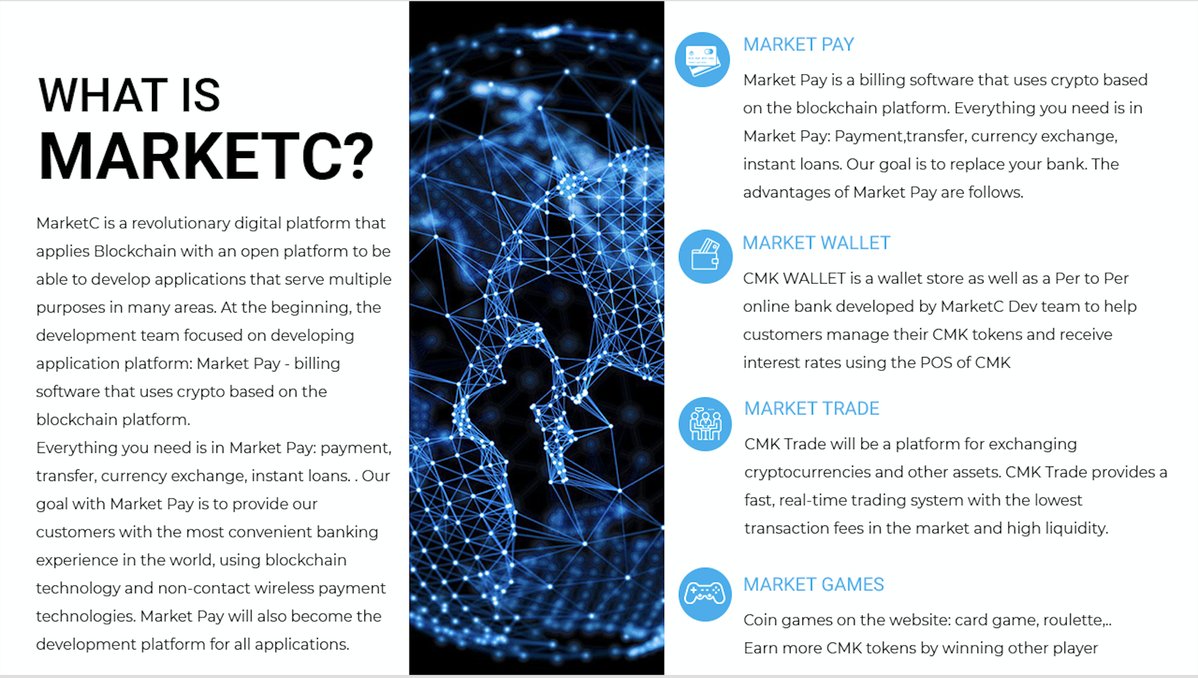 WHAT IS
MARKETC?
MarketC is a revolutionary digital platform that
applies Blockchain with an open platform to be
able to develop applications that serve multiple
purposes in many areas. At the beginning, the
development team focused on developing
application platform: Market Pay - billing
software that uses crypto based on the
blockchain platform.
Everything you need is in Market Pay: payment,
transfer, currency exchange, instant loans. . Our
goal with Market Pay is to provide our
customers with the most convenient banking
experience in the world, using blockchain
technology and non-contact wireless payment
technologies. Market Pay will also become the
development platform for all applications.
MARKET PAY
Market Pay is a billing software that uses crypto based
on the blockchain platform. Everything you need is in
Market Pay: Payment,transfer, currency exchange,
instant loans. Our goal is to replace your bank. The
advantages of Market Pay are follows.
MARKET WALLET
CMK WALLET is a wallet store as well as a Per to Per
online bank developed by MarketC Dev team to help
customers manage their CMK tokens and receive
interest rates using the POS of CMK
MARKET TRADE
CMK Trade will be a platform for exchanging
cryptocurrencies and other assets. CMK Trade provides a
fast, real-time trading system with the lowest
transaction fees in the market and high liquidity.
MARKET GAMES
Coin games on the website: card game, roulette,..
Earn more CMK tokens by winning other player